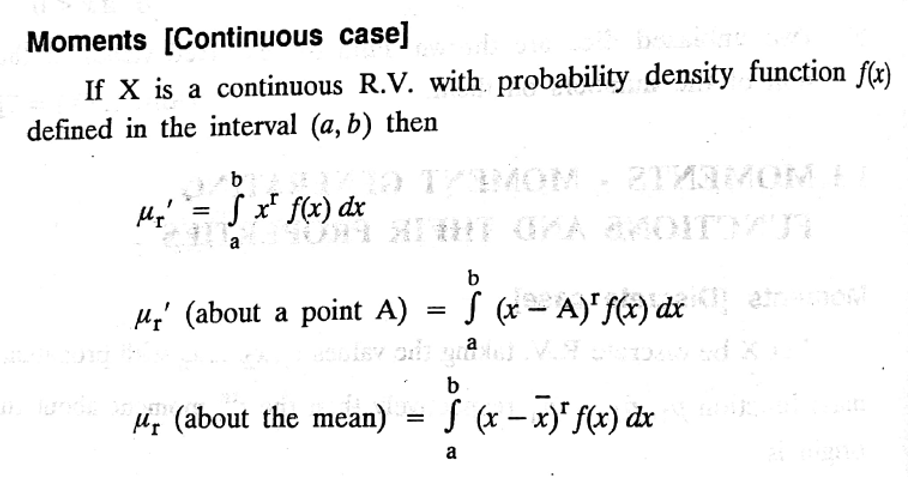 Moments [Continuous case]
If X is a continuous R.V. with probability density function f(x)
defined in the interval (a, b) then
μᵣ′ = ∫ₐᵇ xʳ f(x) dx
μᵣ′ (about a point A) = ∫ₐᵇ (x – A)ʳ f(x) dx
μᵣ (about the mean) = ∫ₐᵇ (x – x̄)ʳ f(x) dx